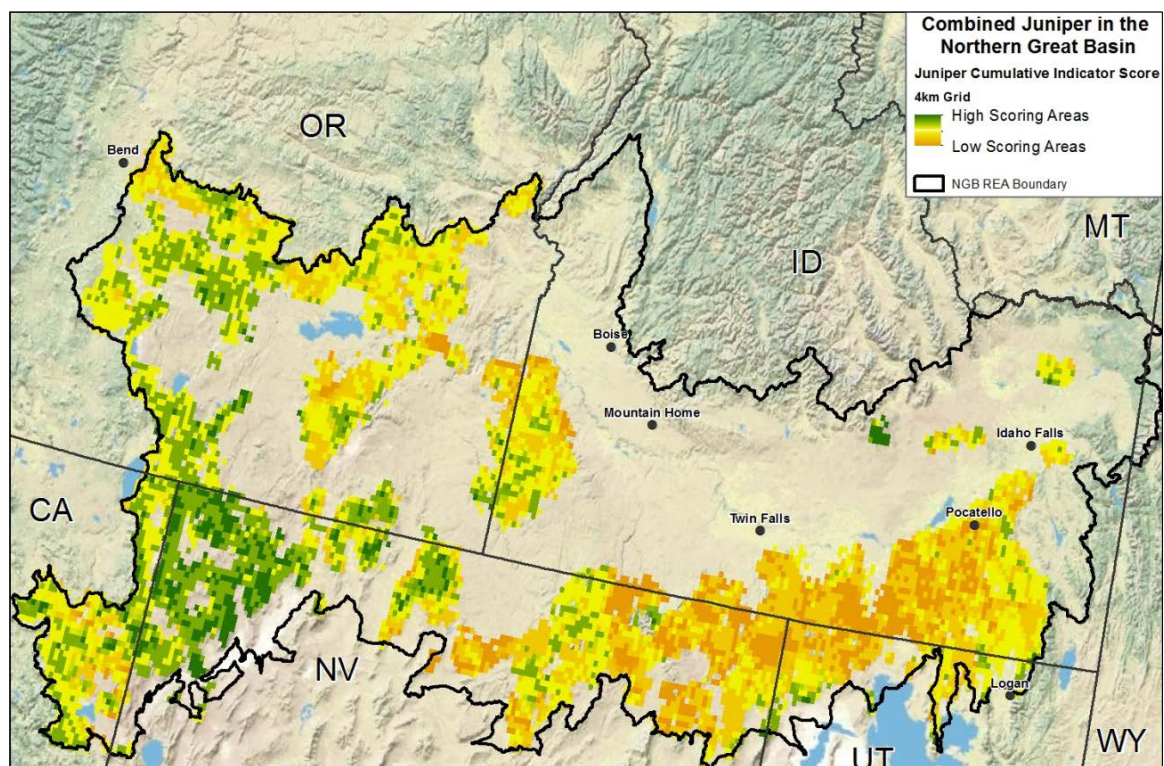 Combined Juniper in the
Northern Great Basin
Juniper Cumulative Indicator Score
4km Grid
High Scoring Areas
Low Scoring Areas
NGB REA Boundary
OR
Bend
MT
ID
Boise
Mountain Home
Idaho Falls
CA
Twin Falls
Pocatello
NV
Logan
WY
UT